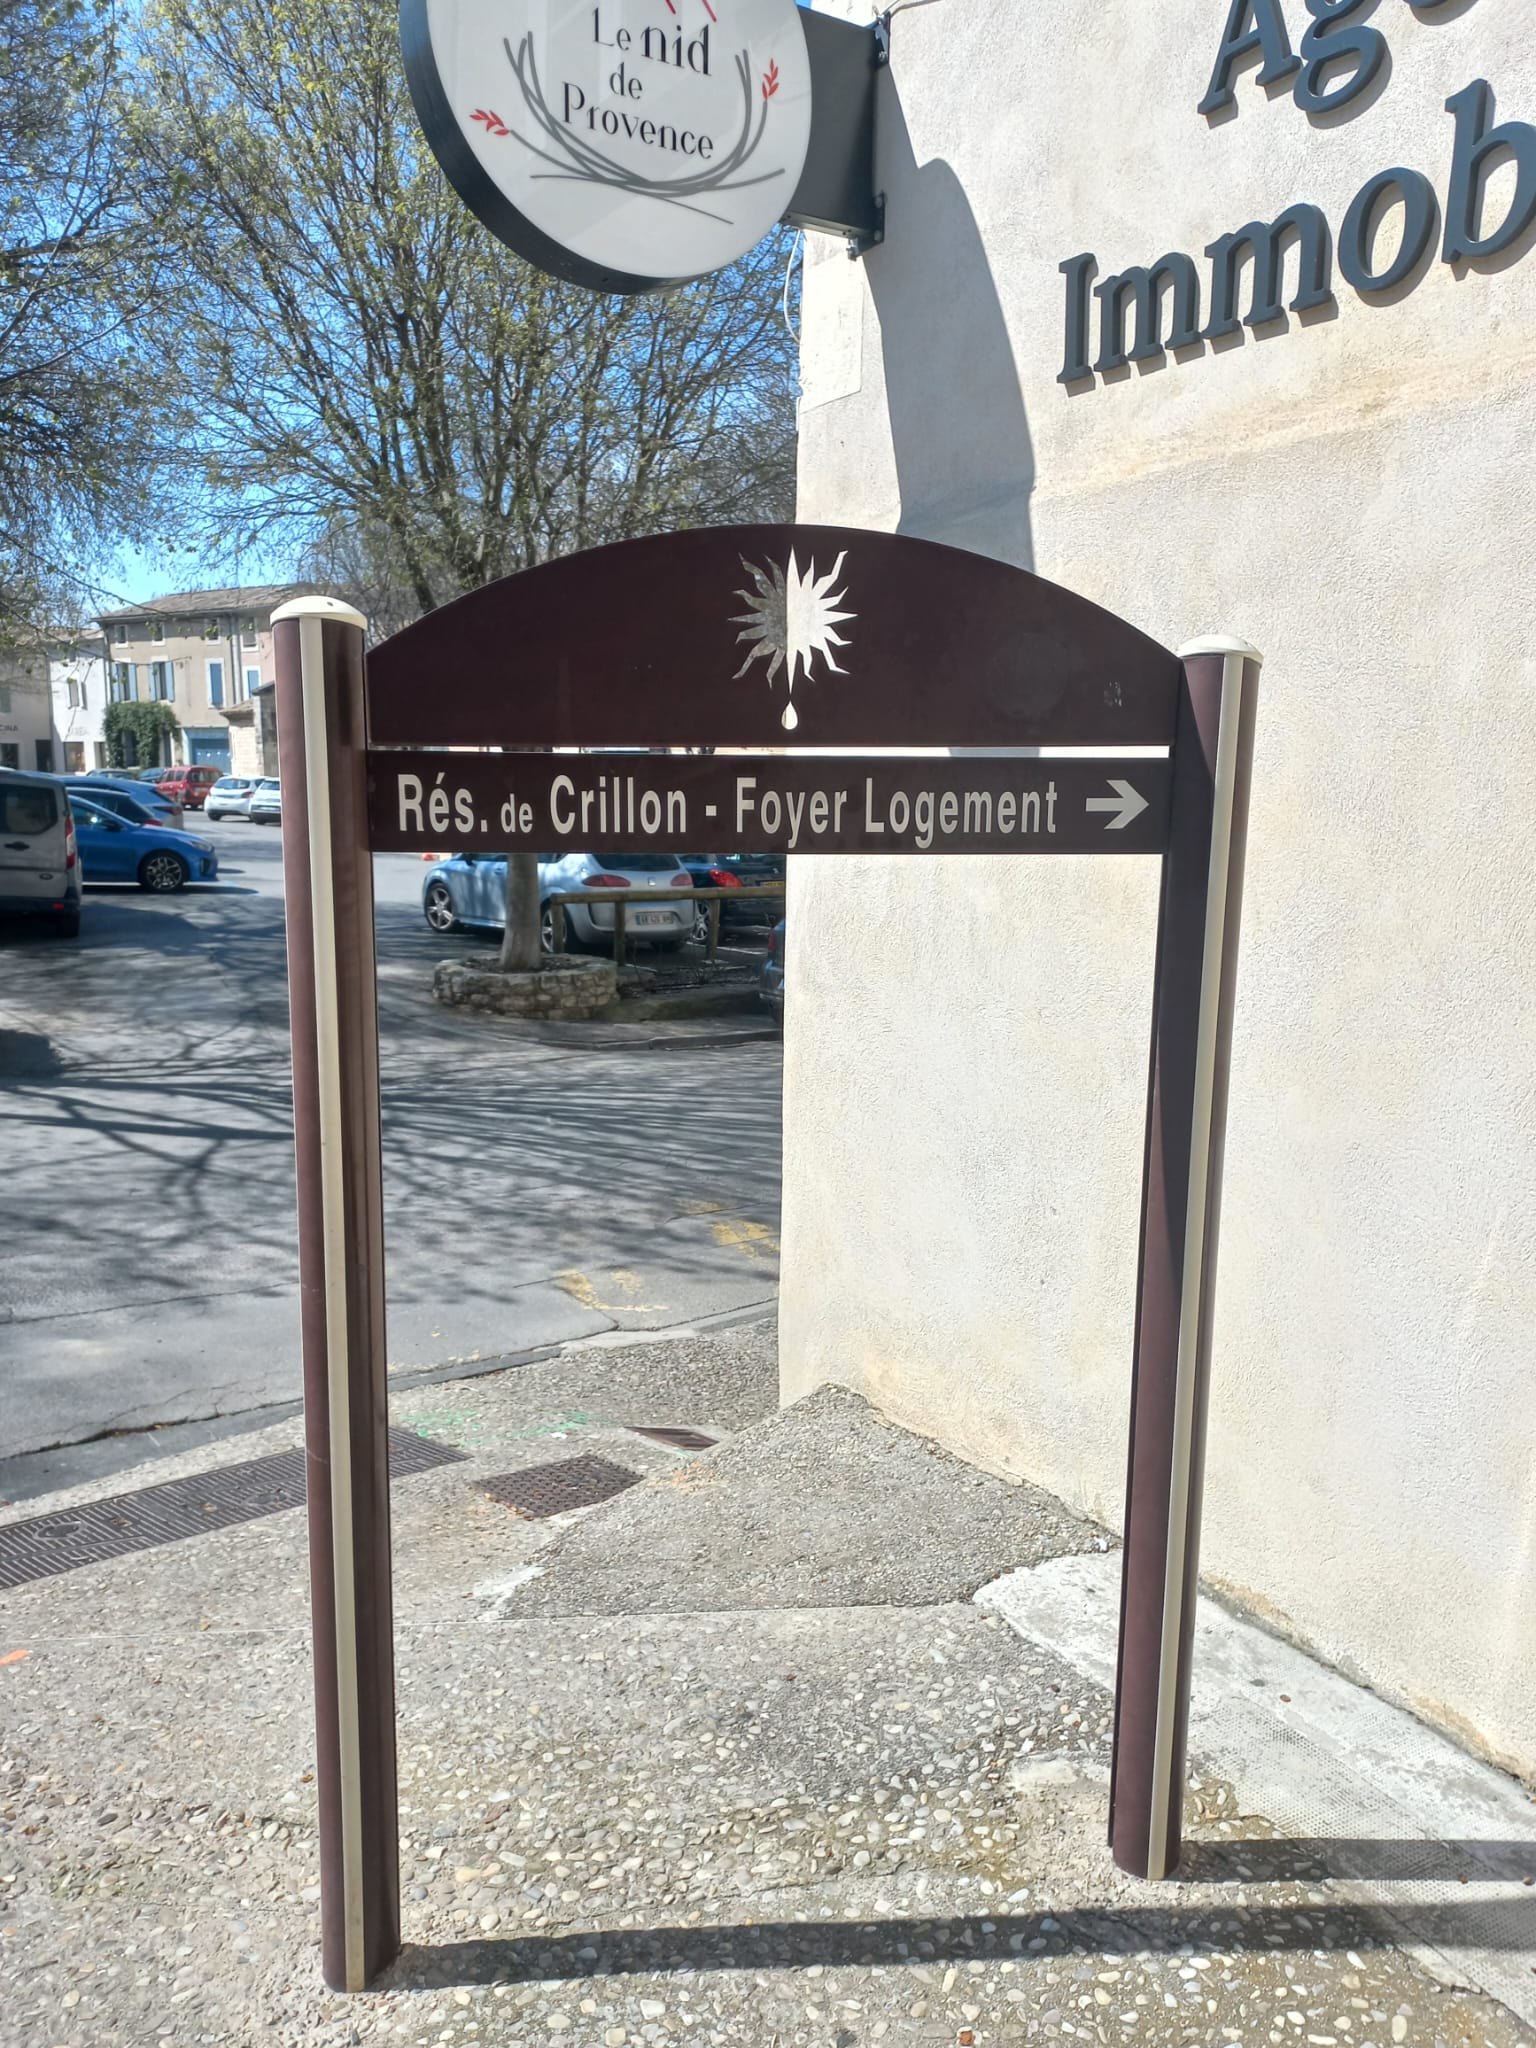 Le nid
de
Provence
Immob
Rés. de Crillon - Foyer Logement →